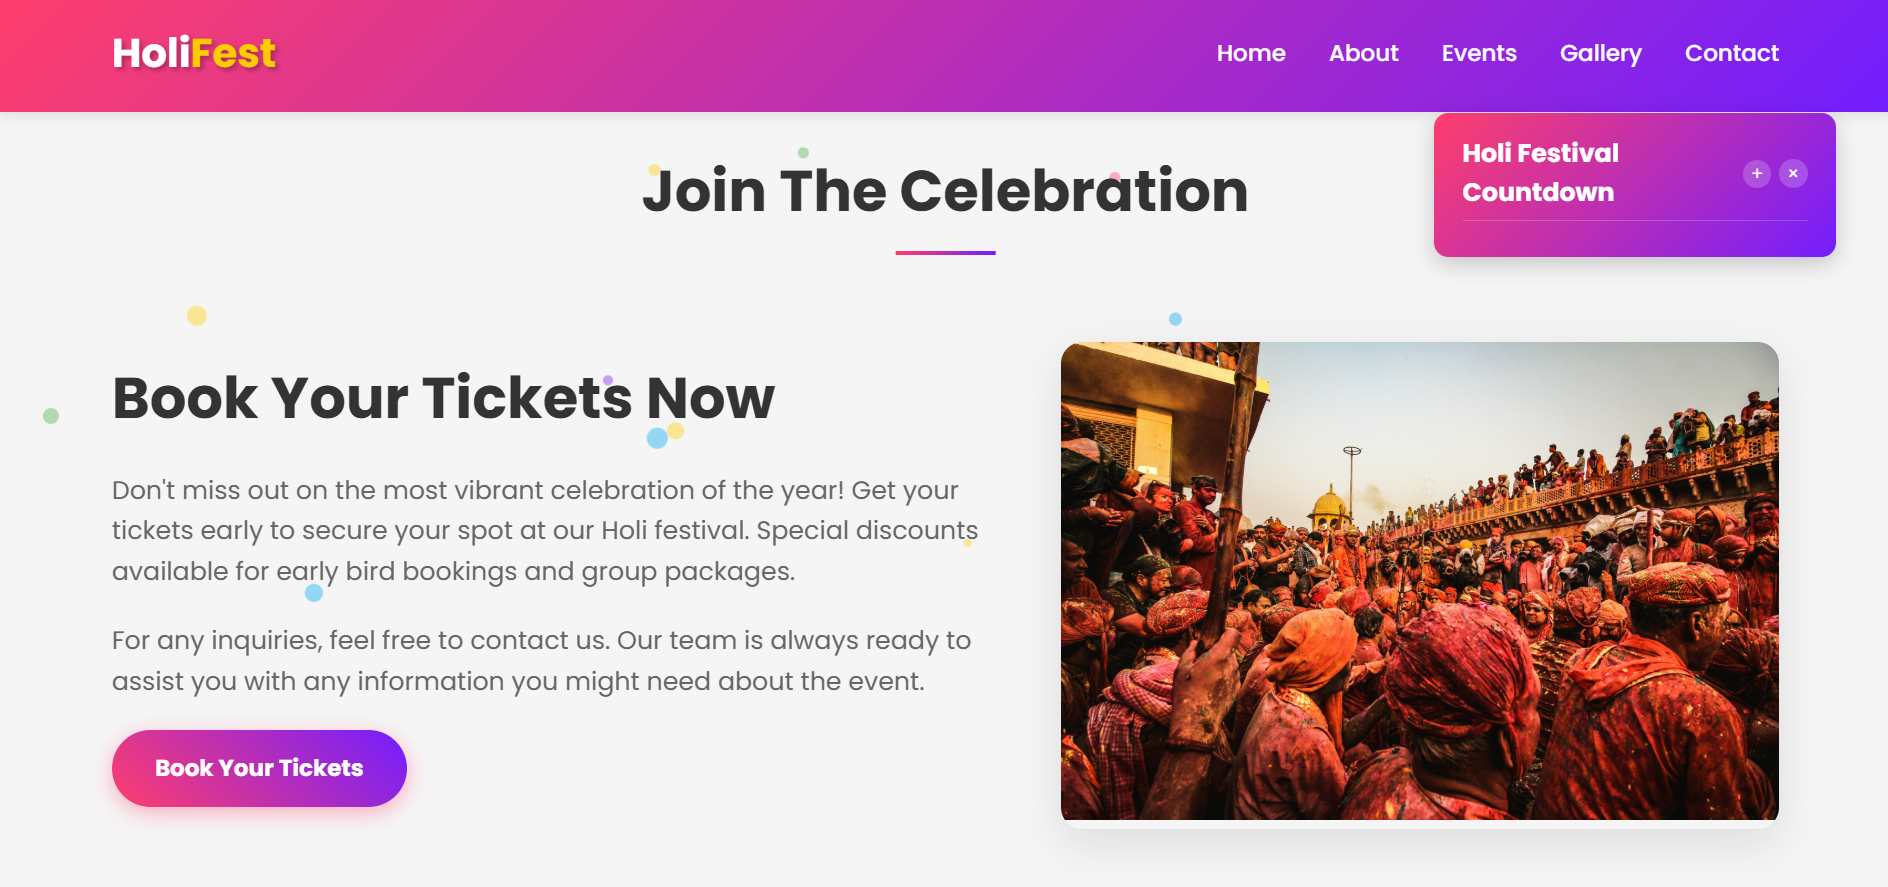 HoliFest
Home About Events Gallery Contact
Holi Festival
Countdown
+ ×
Join The Celebration
Book Your Tickets Now
Don't miss out on the most vibrant celebration of the year! Get your
tickets early to secure your spot at our Holi festival. Special discounts
available for early bird bookings and group packages.
For any inquiries, feel free to contact us. Our team is always ready to
assist you with any information you might need about the event.
Book Your Tickets